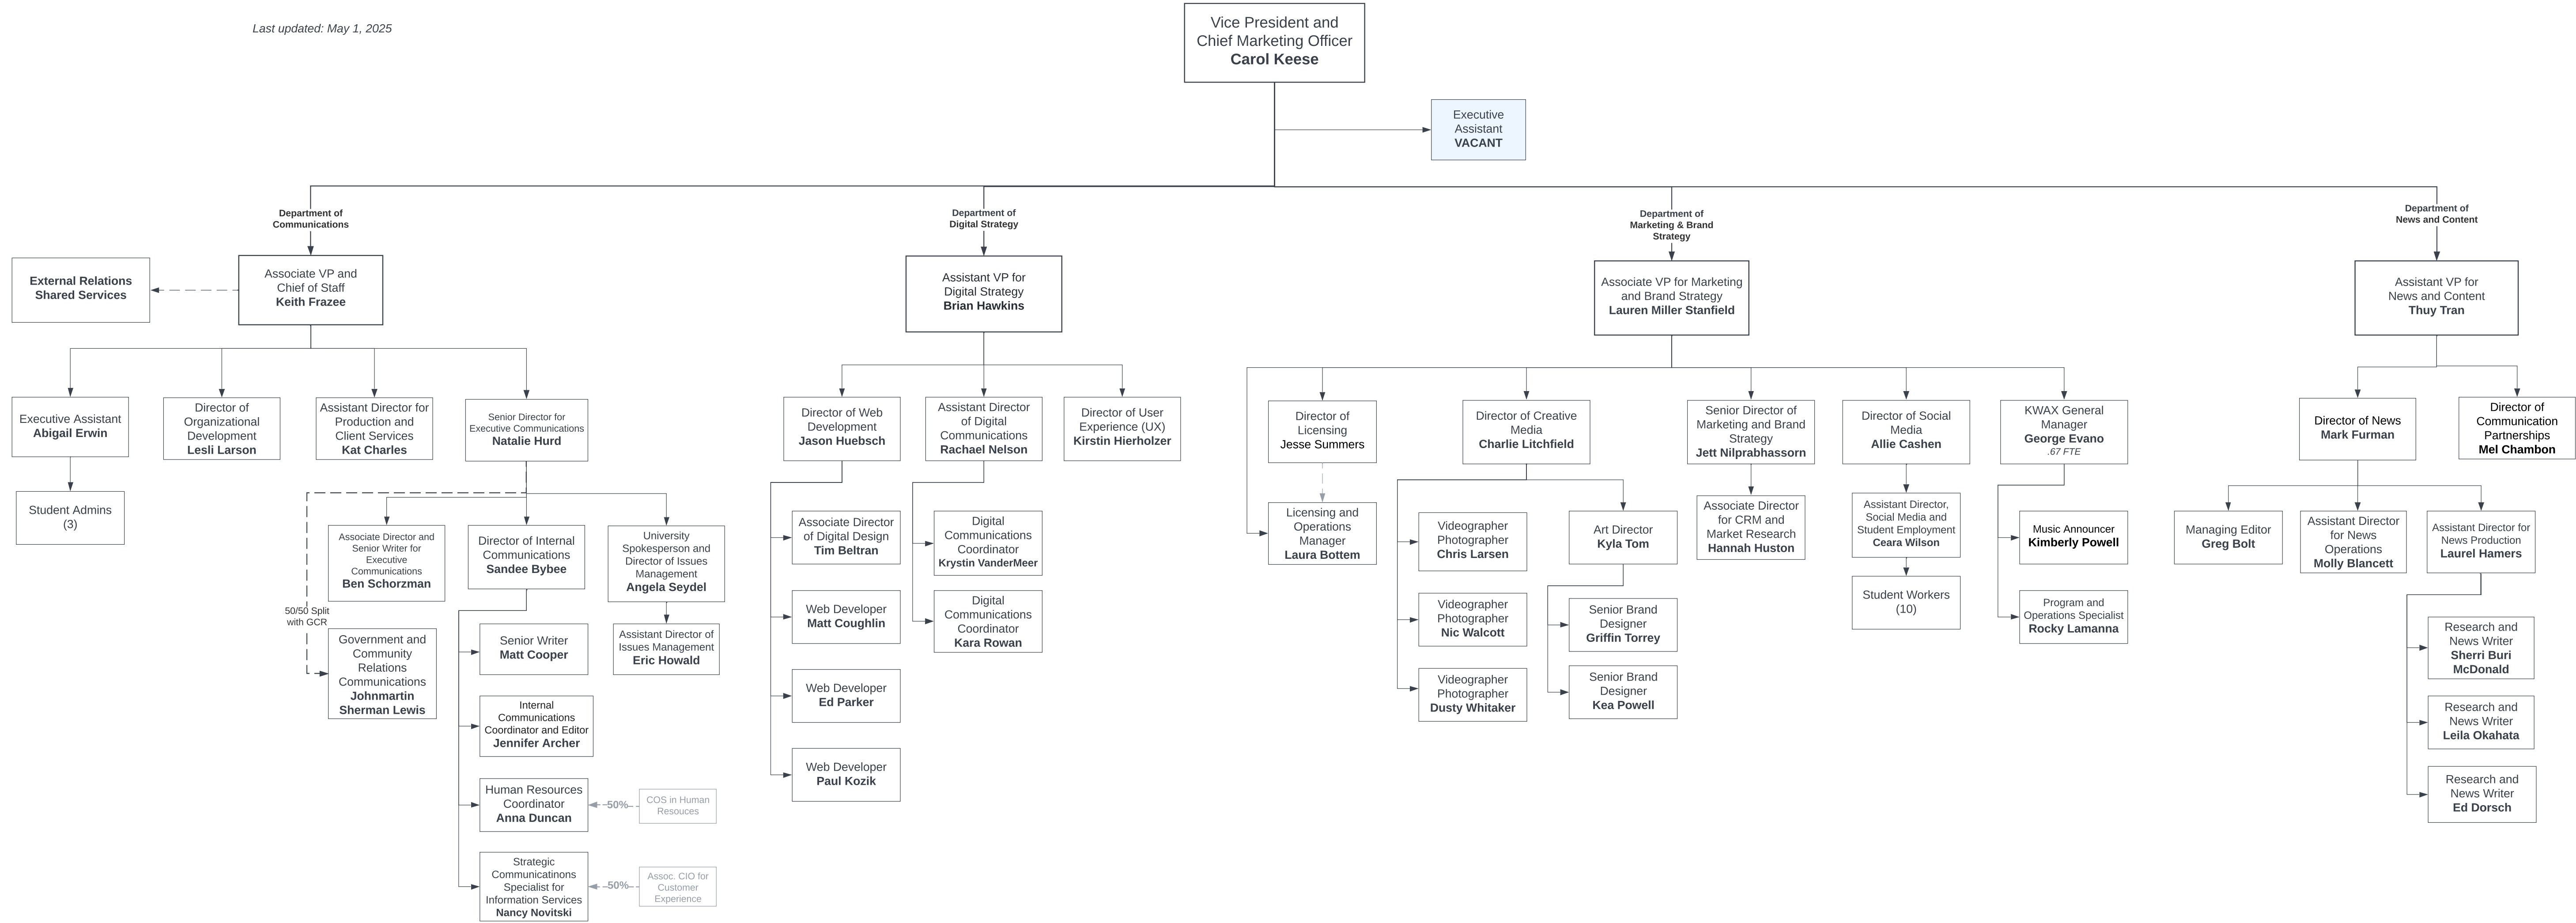 Last updated: May 1, 2025
Vice President and
Chief Marketing Officer
Carol Keese
Executive
Assistant
VACANT
Department of
Communications
External Relations
Shared Services
Associate VP and
Chief of Staff
Keith Frazee
Executive Assistant
Abigail Erwin
Student Admins
(3)
Director of
Organizational
Development
Lesli Larson
Assistant Director for
Production and
Client Services
Kat Charles
Senior Director for
Executive Communications
Natalie Hurd
50/50 Split
with GCR
Associate Director and
Senior Writer for
Executive
Communications
Ben Schorzman
Government and
Community
Relations
Communications
Johnmartin
Sherman Lewis
Director of Internal
Communications
Sandee Bybee
Senior Writer
Matt Cooper
Internal
Communications
Coordinator and Editor
Jennifer Archer
Human Resources
Coordinator
Anna Duncan
50%
COS in Human
Resouces
Strategic
Communicatinons
Specialist for
Information Services
Nancy Novitski
50%
Assoc. CIO for
Customer
Experience
University
Spokesperson and
Director of Issues
Management
Angela Seydel
Assistant Director of
Issues Management
Eric Howald
Department of
Digital Strategy
Assistant VP for
Digital Strategy
Brian Hawkins
Director of Web
Development
Jason Huebsch
Associate Director
of Digital Design
Tim Beltran
Web Developer
Matt Coughlin
Web Developer
Ed Parker
Web Developer
Paul Kozik
Assistant Director
of Digital
Communications
Rachael Nelson
Digital
Communications
Coordinator
Krystin VanderMeer
Digital
Communications
Coordinator
Kara Rowan
Director of User
Experience (UX)
Kirstin Hierholzer
Department of
Marketing & Brand
Strategy
Associate VP for Marketing
and Brand Strategy
Lauren Miller Stanfield
Director of
Licensing
Jesse Summers
Licensing and
Operations
Manager
Laura Bottem
Director of Creative
Media
Charlie Litchfield
Videographer
Photographer
Chris Larsen
Videographer
Photographer
Nic Walcott
Videographer
Photographer
Dusty Whitaker
Art Director
Kyla Tom
Senior Brand
Designer
Griffin Torrey
Senior Brand
Designer
Kea Powell
Senior Director of
Marketing and Brand
Strategy
Jett Nilprabhassorn
Associate Director
for CRM and
Market Research
Hannah Huston
Director of Social
Media
Allie Cashen
Assistant Director,
Social Media and
Student Employment
Ceara Wilson
Student Workers
(10)
KWAX General
Manager
George Evano
.67 FTE
Music Announcer
Kimberly Powell
Program and
Operations Specialist
Rocky Lamanna
Department of
News and Content
Assistant VP for
News and Content
Thuy Tran
Director of News
Mark Furman
Director of
Communication
Partnerships
Mel Chambon
Managing Editor
Greg Bolt
Assistant Director
for News
Operations
Molly Blancett
Assistant Director for
News Production
Laurel Hamers
Research and
News Writer
Sherri Buri
McDonald
Research and
News Writer
Leila Okahata
Research and
News Writer
Ed Dorsch